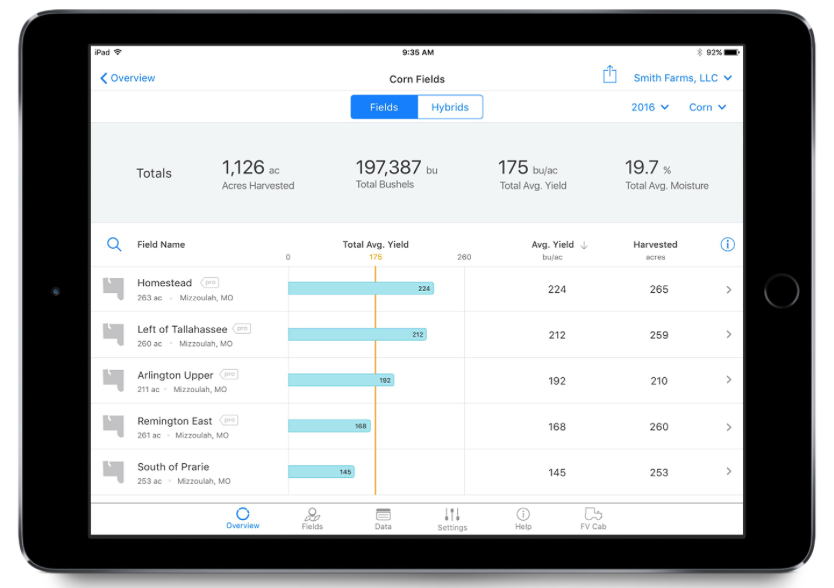 iPad 9:35 AM 92%
Overview Corn Fields Smith Farms, LLC
Fields Hybrids 2016 Corn
Totals 1,126 ac 197,387 bu 175 bu/ac 19.7 %
Acres Harvested Total Bushels Total Avg. Yield Total Avg. Moisture
Field Name Total Avg. Yield Avg. Yield ↓ Harvested
0 175 260 bu/ac acres
Homestead pro 224 224 265
263 ac · Mizzoulah, MO
Left of Tallahassee pro 212 212 259
260 ac · Mizzoulah, MO
Arlington Upper pro 192 192 210
211 ac · Mizzoulah, MO
Remington East pro 168 168 260
261 ac · Mizzoulah, MO
South of Prarie 145 145 253
253 ac · Mizzoulah, MO
Overview Fields Data Settings Help FV Cab